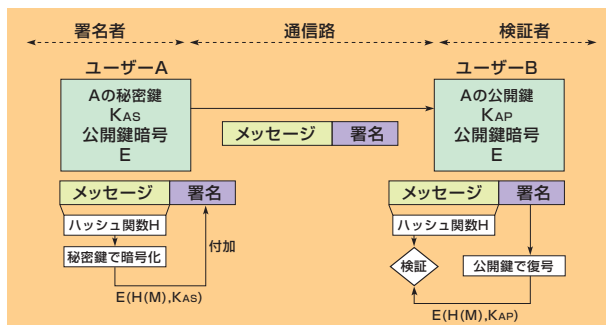 署名者
通信路
検証者
ユーザーA
ユーザーB
Aの秘密鍵
KAS
公開鍵暗号
E
Aの公開鍵
KAP
公開鍵暗号
E
メッセージ 署名
メッセージ 署名
ハッシュ関数H
秘密鍵で暗号化
付加
E(H(M),KAS)
メッセージ 署名
ハッシュ関数H
検証
公開鍵で復号
E(H(M),KAP)